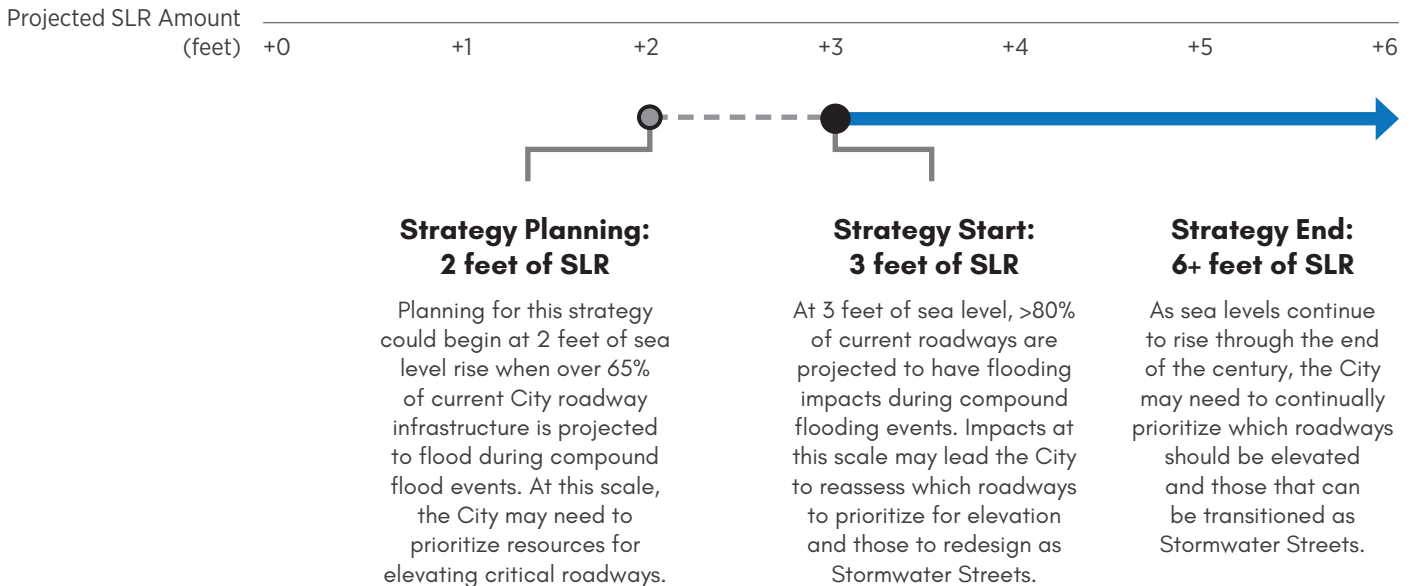 Projected SLR Amount
(feet) +0 +1 +2 +3 +4 +5 +6
Strategy Planning:
2 feet of SLR
Planning for this strategy
could begin at 2 feet of sea
level rise when over 65%
of current City roadway
infrastructure is projected
to flood during compound
flood events. At this scale,
the City may need to
prioritize resources for
elevating critical roadways.
Strategy Start:
3 feet of SLR
At 3 feet of sea level, >80%
of current roadways are
projected to have flooding
impacts during compound
flooding events. Impacts at
this scale may lead the City
to reassess which roadways
to prioritize for elevation
and those to redesign as
Stormwater Streets.
Strategy End:
6+ feet of SLR
As sea levels continue
to rise through the end
of the century, the City
may need to continually
prioritize which roadways
should be elevated
and those that can
be transitioned as
Stormwater Streets.